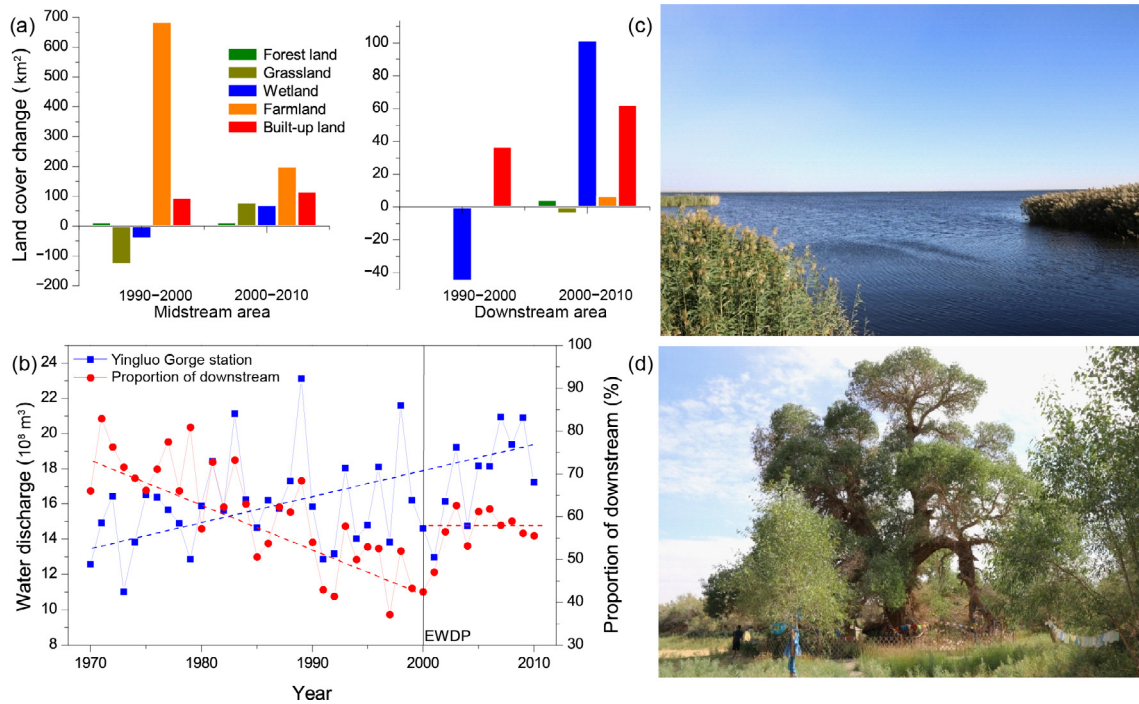 (a)
Land cover change (km²)
700
600
500
400
300
200
100
0
−100
−200
Forest land
Grassland
Wetland
Farmland
Built-up land
1990−2000
2000−2010
Midstream area
100
80
60
40
20
0
−20
−40
1990−2000
2000−2010
Downstream area
(c)
(b)
Water discharge (10⁸ m³)
24
22
20
18
16
14
12
10
8
Yingluo Gorge station
Proportion of downstream
EWDP
1970
1980
1990
2000
2010
Year
100
90
80
70
60
50
40
30
Proportion of downstream (%)
(d)